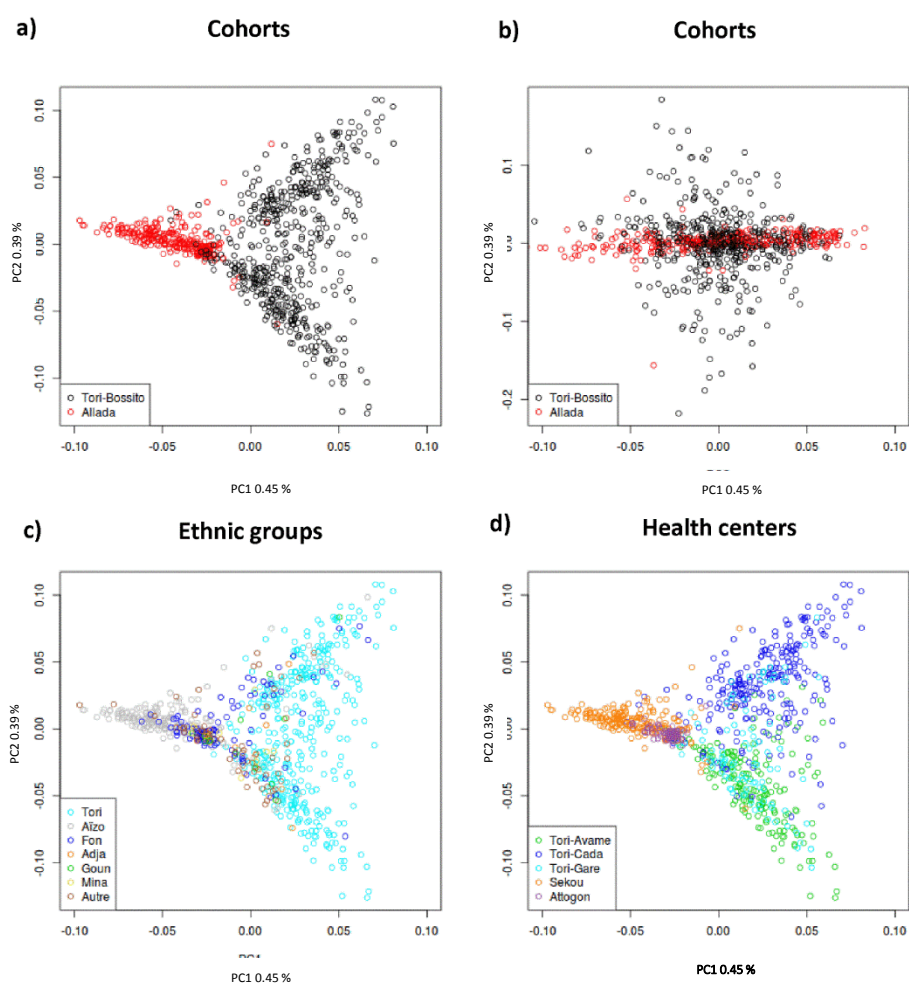 a)
Cohorts
b)
Cohorts
PC2 0.39 %
0.10
0.05
0.00
-0.05
-0.10
Tori-Bossito
Allada
-0.10
-0.05
0.00
0.05
0.10
PC1 0.45 %
PC2 0.39 %
0.1
0.0
-0.1
-0.2
Tori-Bossito
Allada
-0.10
-0.05
0.00
0.05
0.10
PC1 0.45 %
c)
Ethnic groups
d)
Health centers
PC2 0.39 %
0.10
0.05
0.00
-0.05
-0.10
Tori
Aïzo
Fon
Adja
Goun
Mina
Autre
-0.10
-0.05
0.00
0.05
0.10
PC1 0.45 %
PC2 0.39 %
0.10
0.05
0.00
-0.05
-0.10
Tori-Avame
Tori-Cada
Tori-Gare
Sekou
Attogon
-0.10
-0.05
0.00
0.05
0.10
PC1 0.45 %